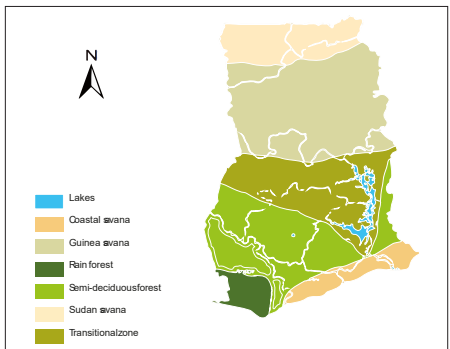 N
Lakes
Coastal savana
Guinea savana
Rain forest
Semi-deciduousforest
Sudan savana
Transitionalzone